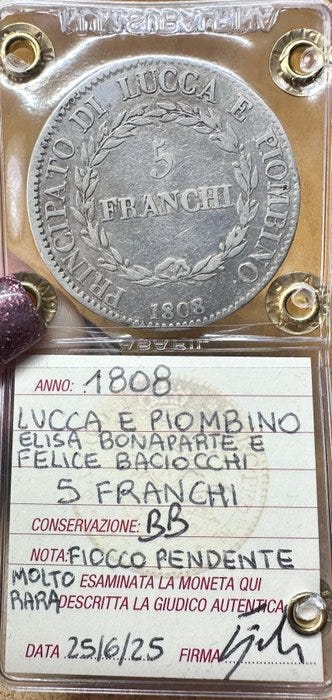 PRINCIPATO DI LUCCA E PIOMBINO
5
FRANCHI
1808
ANNO: 1808
LUCCA E PIOMBINO
ELISA BONAPARTE E
FELICE BACIOCCHI
5 FRANCHI
CONSERVAZIONE: BB
NOTA: FIOCCO PENDENTE
MOLTO ESAMINATA LA MONETA QUI
RARA DESCRITTA LA GIUDICO AUTENTICA
DATA 25/6/25 FIRMA